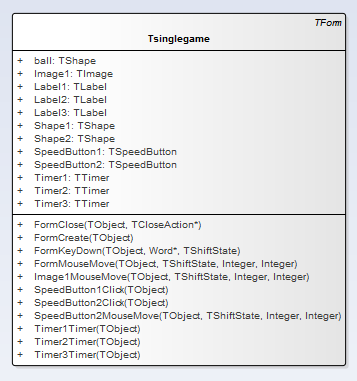 TForm
Tsinglegame
+ ball: TShape
+ Image1: TImage
+ Label1: TLabel
+ Label2: TLabel
+ Label3: TLabel
+ Shape1: TShape
+ Shape2: TShape
+ SpeedButton1: TSpeedButton
+ SpeedButton2: TSpeedButton
+ Timer1: TTimer
+ Timer2: TTimer
+ Timer3: TTimer
+ FormClose(TObject, TCloseAction*)
+ FormCreate(TObject)
+ FormKeyDown(TObject, Word*, TShiftState)
+ FormMouseMove(TObject, TShiftState, Integer, Integer)
+ Image1MouseMove(TObject, TShiftState, Integer, Integer)
+ SpeedButton1Click(TObject)
+ SpeedButton2Click(TObject)
+ SpeedButton2MouseMove(TObject, TShiftState, Integer, Integer)
+ Timer1Timer(TObject)
+ Timer2Timer(TObject)
+ Timer3Timer(TObject)